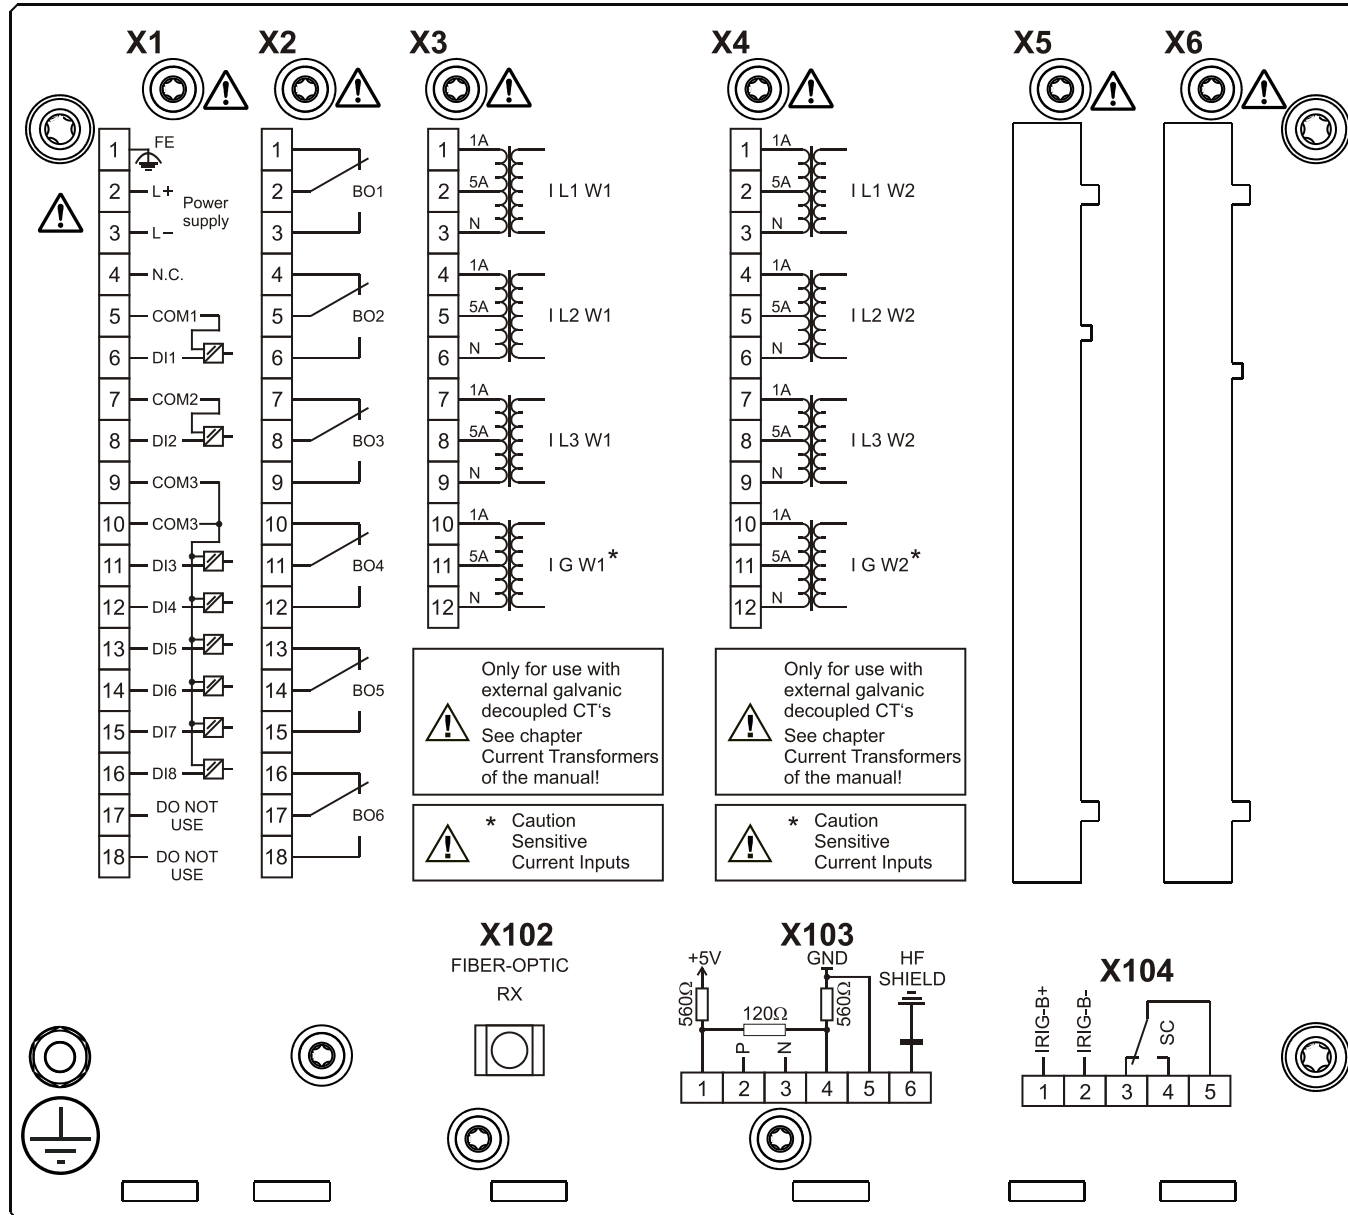 X1
X2
X3
X4
X5
X6
1
FE
2
L+
Power
supply
3
L–
4
N.C.
5
COM1
6
DI1
7
COM2
8
DI2
9
COM3
10
COM3
11
DI3
12
DI4
13
DI5
14
DI6
15
DI7
16
DI8
17
DO NOT
USE
18
DO NOT
USE
1
2
BO1
3
4
5
BO2
6
7
8
BO3
9
10
11
BO4
12
13
14
BO5
15
16
17
BO6
18
1
1A
2
5A
I L1 W1
3
N
4
1A
5
5A
I L2 W1
6
N
7
1A
8
5A
I L3 W1
9
N
10
1A
11
5A
I G W1*
12
N
Only for use with
external galvanic
decoupled CT‘s
See chapter
Current Transformers
of the manual!
* Caution
Sensitive
Current Inputs
1
1A
2
5A
I L1 W2
3
N
4
1A
5
5A
I L2 W2
6
N
7
1A
8
5A
I L3 W2
9
N
10
1A
11
5A
I G W2*
12
N
Only for use with
external galvanic
decoupled CT‘s
See chapter
Current Transformers
of the manual!
* Caution
Sensitive
Current Inputs
X102
FIBER-OPTIC
RX
X103
+5V
GND
HF
SHIELD
560Ω
120Ω
560Ω
P
N
1 2 3 4 5 6
X104
IRIG-B+
IRIG-B-
SC
1 2 3 4 5